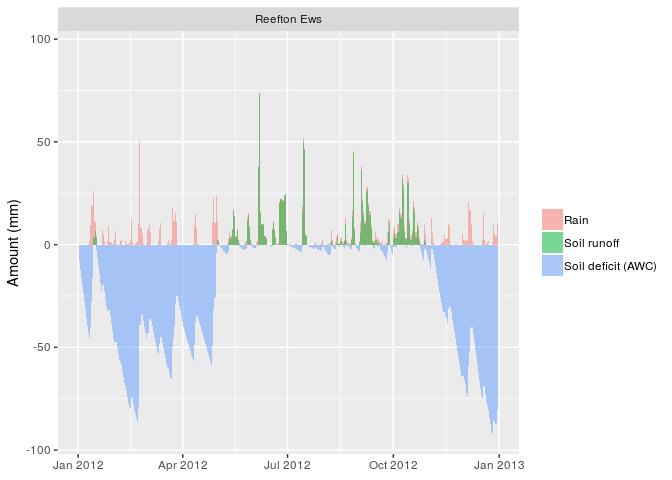 Reefton Ews
100
50
0
-50
-100
Amount (mm)
Jan 2012
Apr 2012
Jul 2012
Oct 2012
Jan 2013
Rain
Soil runoff
Soil deficit (AWC)